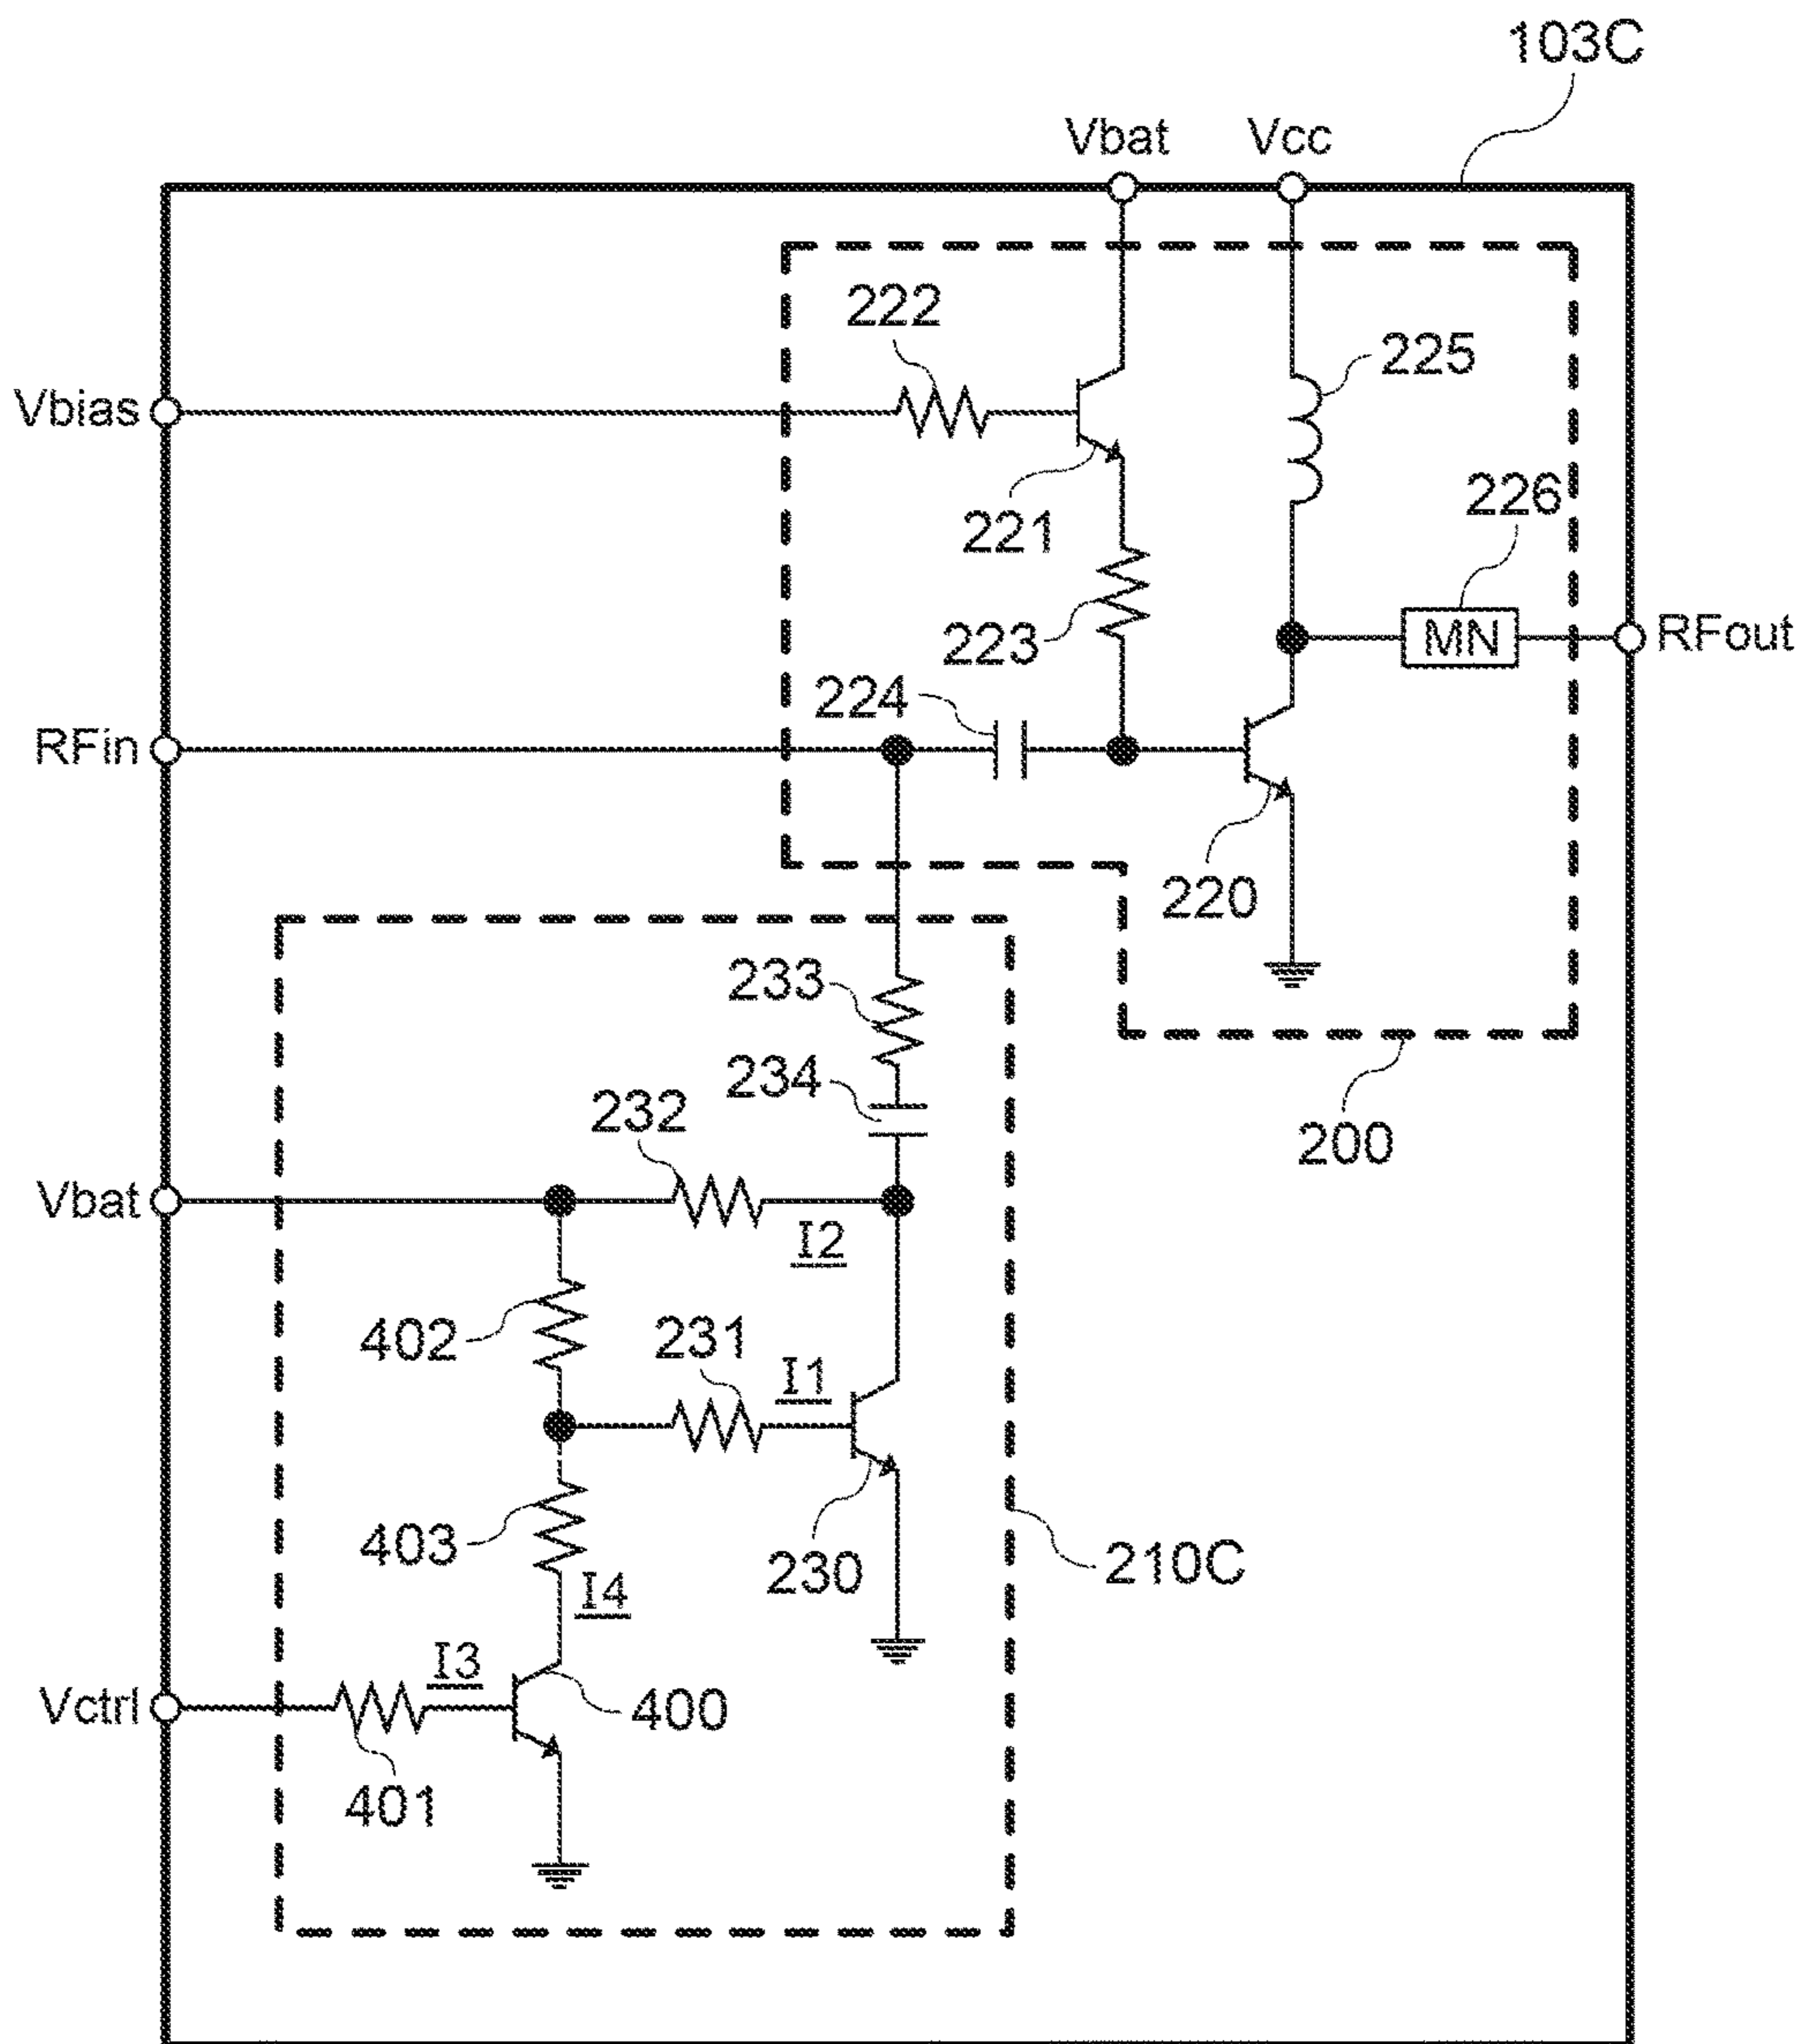 103C
Vbat
Vcc
222
225
Vbias
226
221
223
MN
RFout
224
RFin
220
233
234
232
200
Vbat
I2
402
231
I1
403
230
210C
I4
I3
Vctrl
400
401